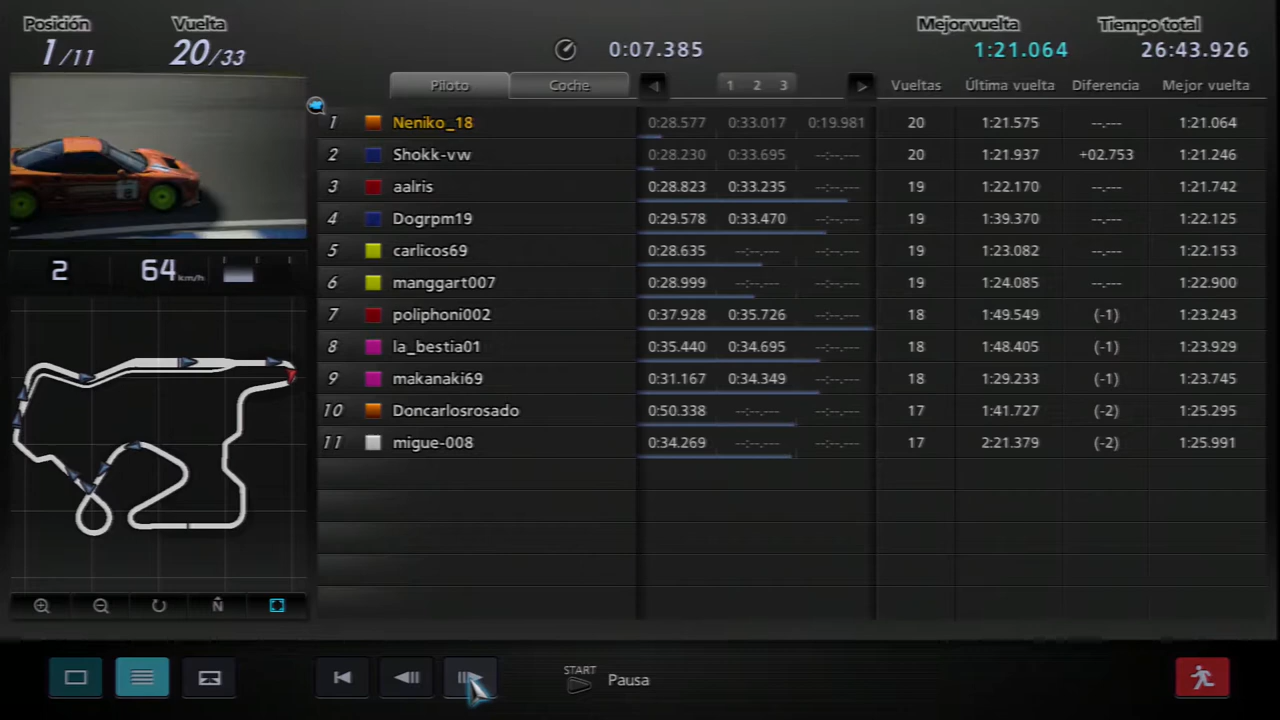 Posición Vuelta Mejor vuelta Tiempo total
1/11 20/33 0:07.385 1:21.064 26:43.926
Piloto Coche 1 2 3 Vueltas Última vuelta Diferencia Mejor vuelta
1 Neniko_18 0:28.577 0:33.017 0:19.981 20 1:21.575 --.--- 1:21.064
2 Shokk-vw 0:28.230 0:33.695 --:--.--- 20 1:21.937 +02.753 1:21.246
3 aalris 0:28.823 0:33.235 --:--.--- 19 1:22.170 --.--- 1:21.742
4 Dogrpm19 0:29.578 0:33.470 --:--.--- 19 1:39.370 --.--- 1:22.125
5 carlicos69 0:28.635 --:--.--- --:--.--- 19 1:23.082 --.--- 1:22.153
6 manggart007 0:28.999 --:--.--- --:--.--- 19 1:24.085 --.--- 1:22.900
7 poliphoni002 0:37.928 0:35.726 --:--.--- 18 1:49.549 (-1) 1:23.243
8 la_bestia01 0:35.440 0:34.695 --:--.--- 18 1:48.405 (-1) 1:23.929
9 makanaki69 0:31.167 0:34.349 --:--.--- 18 1:29.233 (-1) 1:23.745
10 Doncarlosrosado 0:50.338 --:--.--- --:--.--- 17 1:41.727 (-2) 1:25.295
11 migue-008 0:34.269 --:--.--- --:--.--- 17 2:21.379 (-2) 1:25.991
2 64 km/h
N
START Pausa